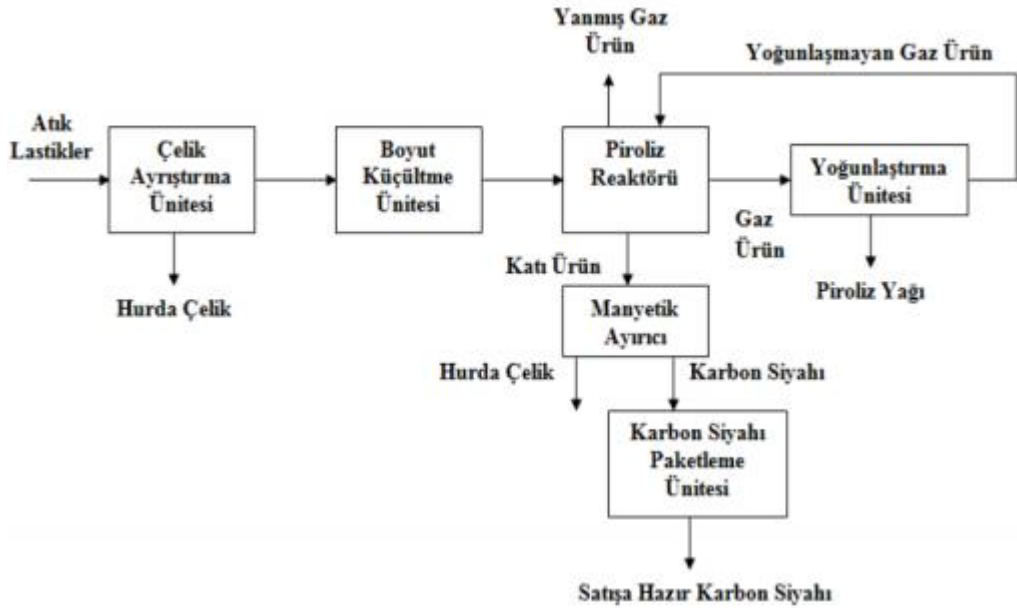 Yanmış Gaz
Ürün
Yoğunlaşmayan Gaz Ürün
Atık
Lastikler
Çelik
Ayrıştırma
Ünitesi
Boyut
Küçültme
Ünitesi
Piroliz
Reaktörü
Yoğunlaştırma
Ünitesi
Gaz
Ürün
Katı Ürün
Hurda Çelik
Piroliz Yağı
Manyetik
Ayırıcı
Hurda Çelik
Karbon Siyahı
Karbon Siyahı
Paketleme
Ünitesi
Satışa Hazır Karbon Siyahı